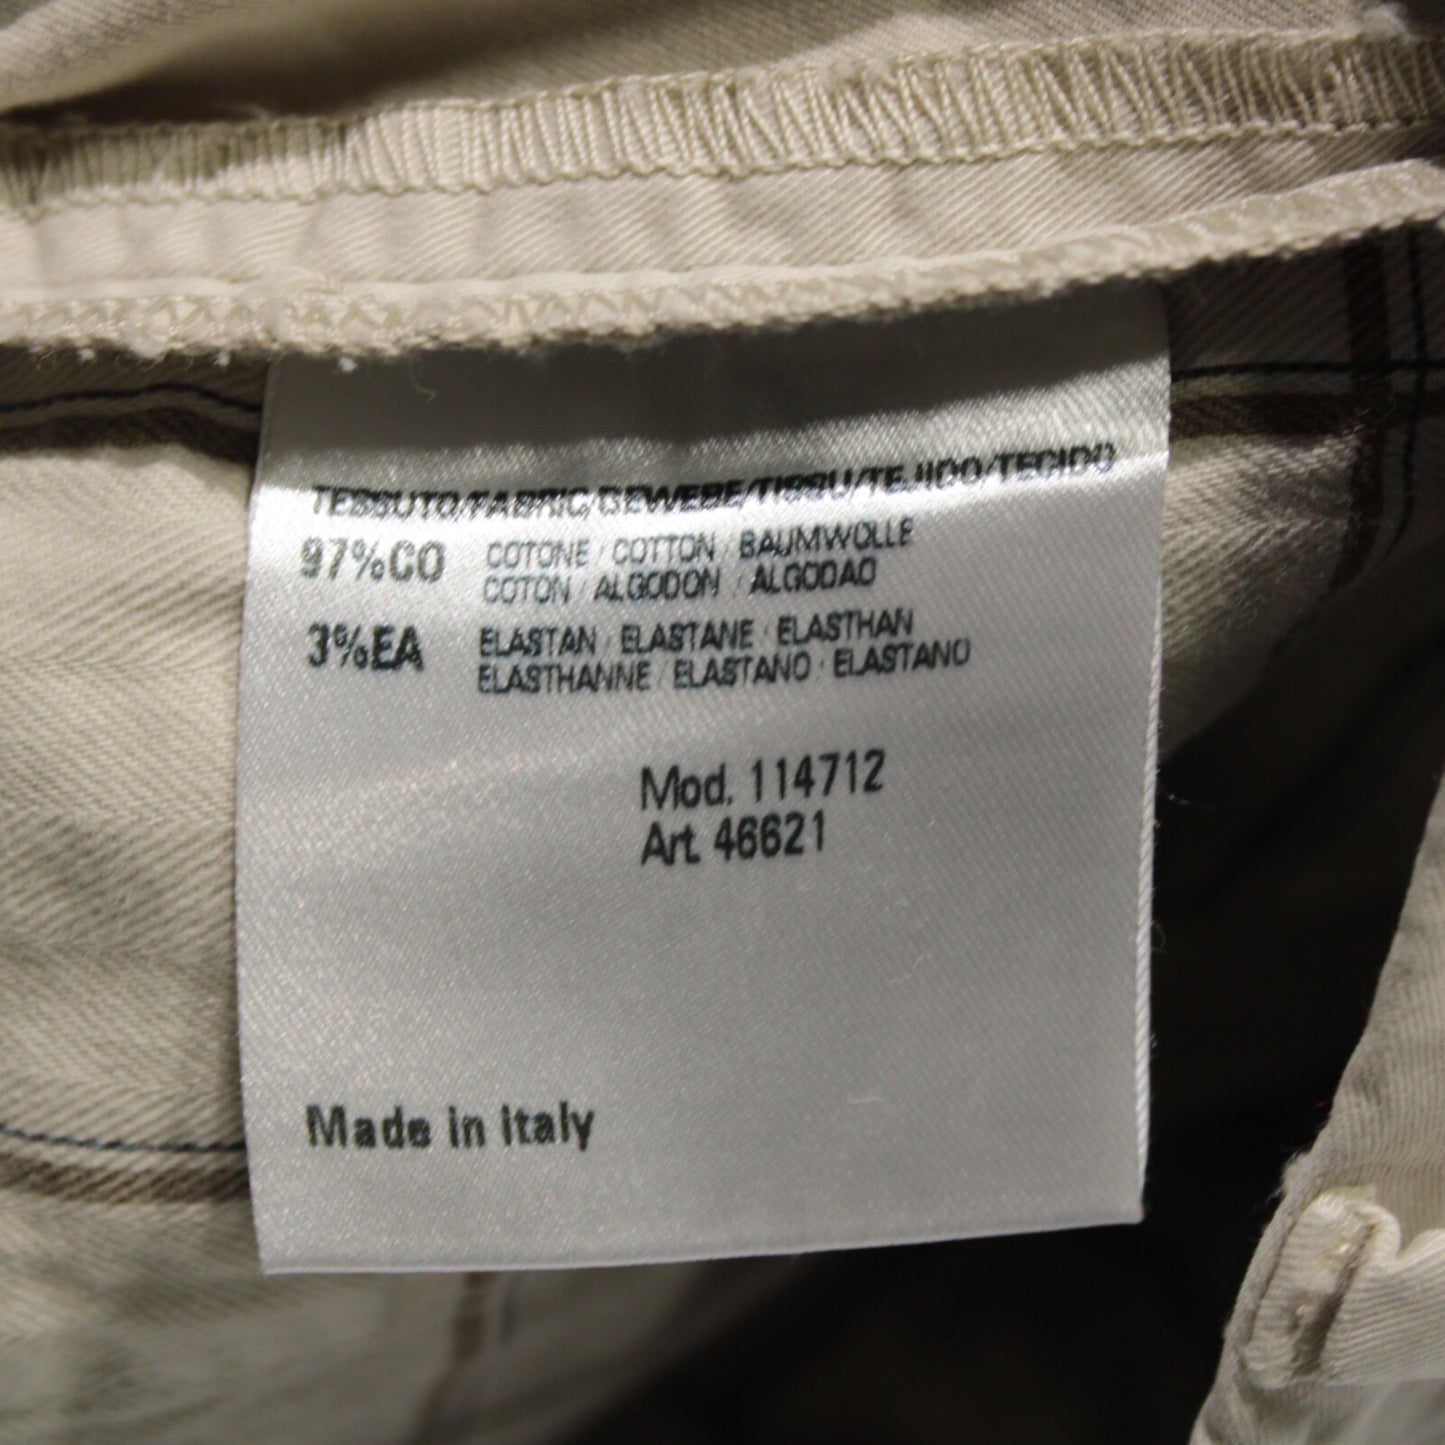 TESSUTO/FABRIC/GEWEBE/TISSU/TEJIDO/TECIDO
97%CO COTONE / COTTON / BAUMWOLLE
COTON / ALGODON / ALGODAO
3%EA ELASTAN / ELASTANE / ELASTHAN
ELASTHANNE / ELASTANO / ELASTANO
Mod. 114712
Art. 46621
Made in Italy